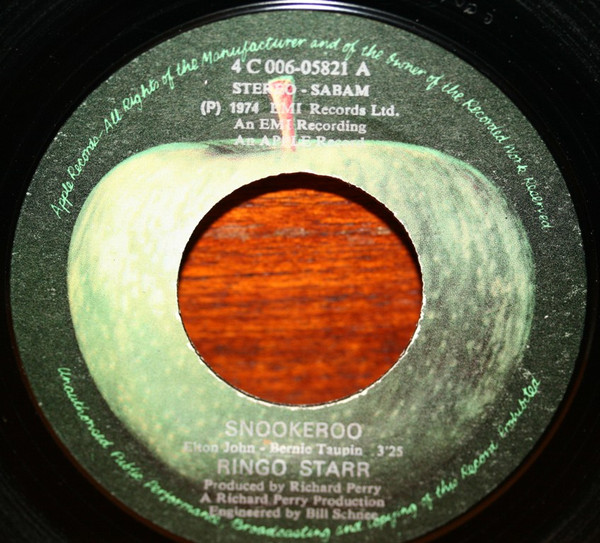 Apple Records. All Rights of the Manufacturer and of the Owner of the Recorded Work Reserved
4 C 006-05821 A
STEREO - SABAM
(P) 1974 EMI Records Ltd.
An EMI Recording
An APPLE Record
SNOOKEROO
Elton John - Bernie Taupin 3'25
RINGO STARR
Produced by Richard Perry
A Richard Perry Production
Engineered by Bill Schnee
Unauthorised Public Performance, Broadcasting and Copying of this Record Prohibited